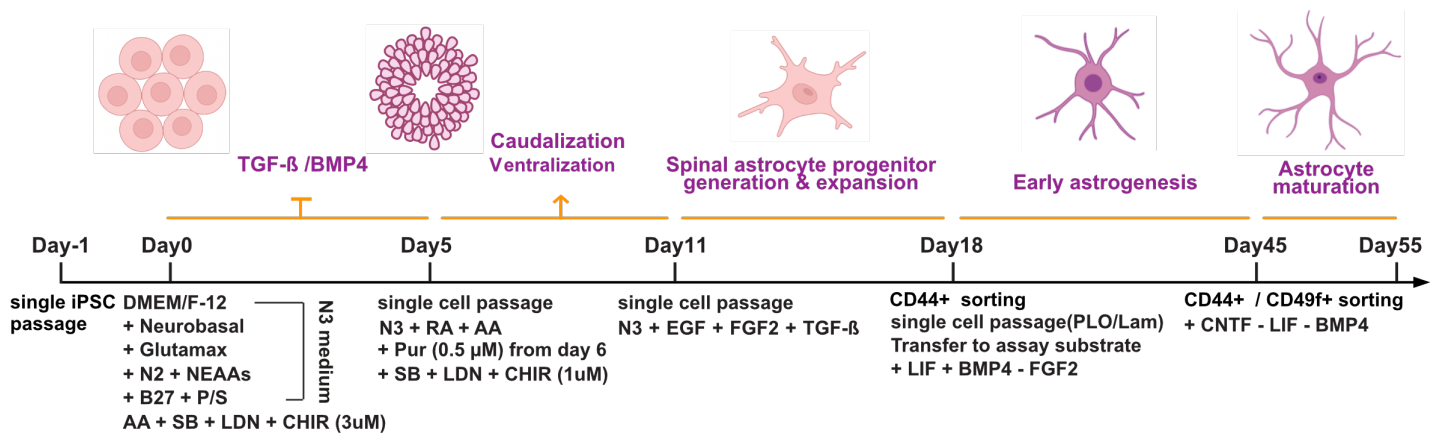 TGF-ß /BMP4
Caudalization
Ventralization
Spinal astrocyte progenitor
generation & expansion
Early astrogenesis
Astrocyte
maturation
Day-1
Day0
Day5
Day11
Day18
Day45
Day55
single iPSC
passage
DMEM/F-12
+ Neurobasal
+ Glutamax
+ N2 + NEAAs
+ B27 + P/S
N3 medium
AA + SB + LDN + CHIR (3uM)
single cell passage
N3 + RA + AA
+ Pur (0.5 µM) from day 6
+ SB + LDN + CHIR (1uM)
single cell passage
N3 + EGF + FGF2 + TGF-ß
CD44+ sorting
single cell passage(PLO/Lam)
Transfer to assay substrate
+ LIF + BMP4 - FGF2
CD44+ / CD49f+ sorting
+ CNTF - LIF - BMP4